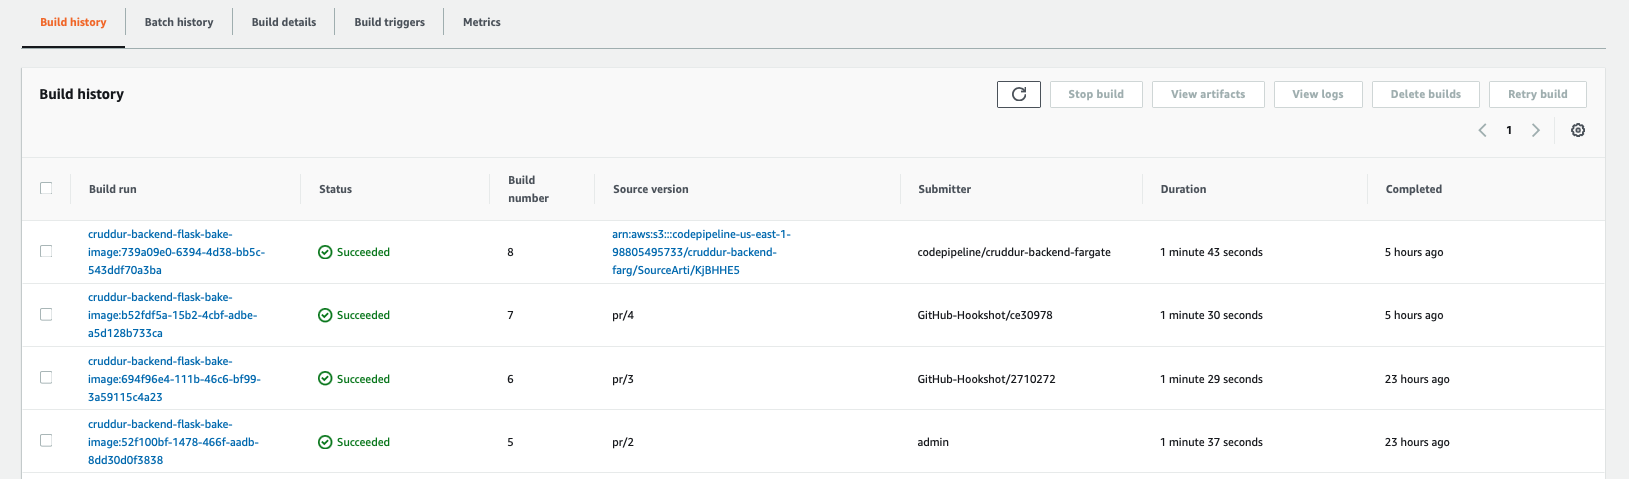 Build history
Batch history
Build details
Build triggers
Metrics
Build history
Stop build
View artifacts
View logs
Delete builds
Retry build
1
Build run
Status
Build
number
Source version
Submitter
Duration
Completed
cruddur-backend-flask-bake-
image:739a09e0-6394-4d38-bb5c-
543ddf70a3ba
Succeeded
8
arn:aws:s3:::codepipeline-us-east-1-
98805495733/cruddur-backend-
farg/SourceArti/KjBHHE5
codepipeline/cruddur-backend-fargate
1 minute 43 seconds
5 hours ago
cruddur-backend-flask-bake-
image:b52fdf5a-15b2-4cbf-adbe-
a5d128b733ca
Succeeded
7
pr/4
GitHub-Hookshot/ce30978
1 minute 30 seconds
5 hours ago
cruddur-backend-flask-bake-
image:694f96e4-111b-46c6-bf99-
3a59115c4a23
Succeeded
6
pr/3
GitHub-Hookshot/2710272
1 minute 29 seconds
23 hours ago
cruddur-backend-flask-bake-
image:52f100bf-1478-466f-aadb-
8dd30d0f3838
Succeeded
5
pr/2
admin
1 minute 37 seconds
23 hours ago